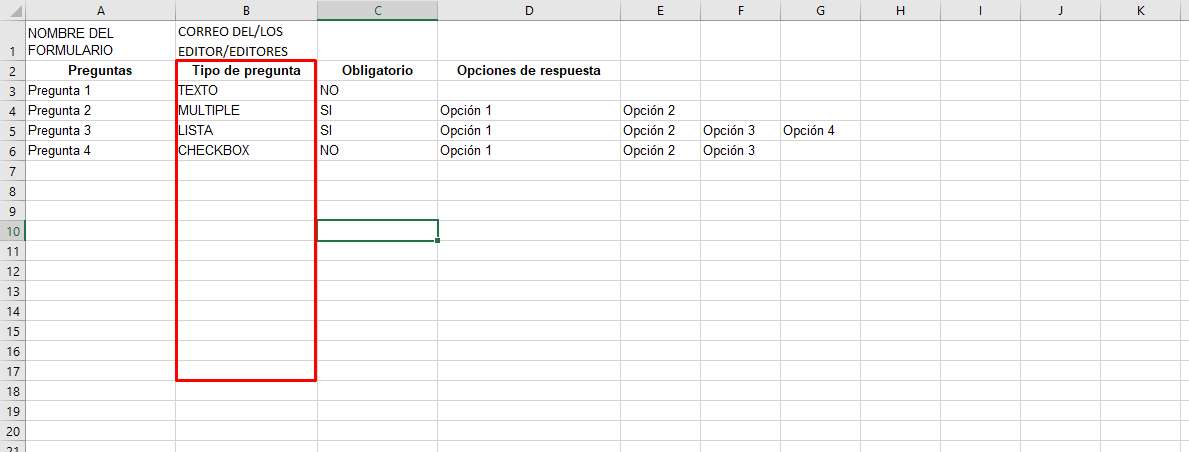 A B C D E F G H I J K
1 NOMBRE DEL FORMULARIO CORREO DEL/LOS EDITOR/EDITORES
2 Preguntas Tipo de pregunta Obligatorio Opciones de respuesta
3 Pregunta 1 TEXTO NO
4 Pregunta 2 MULTIPLE SI Opción 1 Opción 2
5 Pregunta 3 LISTA SI Opción 1 Opción 2 Opción 3 Opción 4
6 Pregunta 4 CHECKBOX NO Opción 1 Opción 2 Opción 3
7
8
9
10
11
12
13
14
15
16
17
18
19
20
21